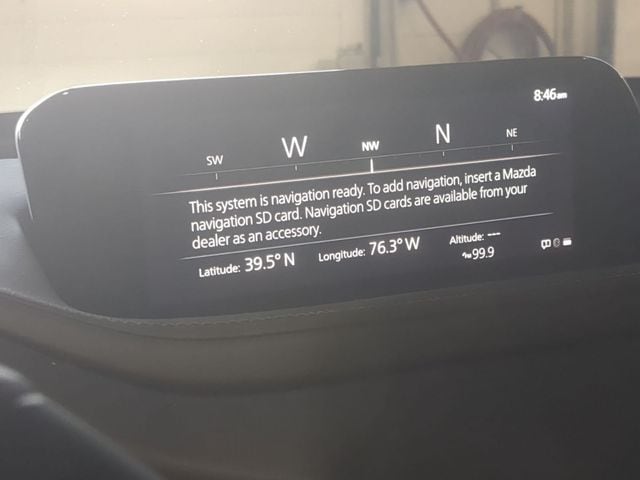 8:46am
SW W NW N NE
This system is navigation ready. To add navigation, insert a Mazda
navigation SD card. Navigation SD cards are available from your
dealer as an accessory.
Latitude: 39.5° N Longitude: 76.3° W Altitude: ---
99.9